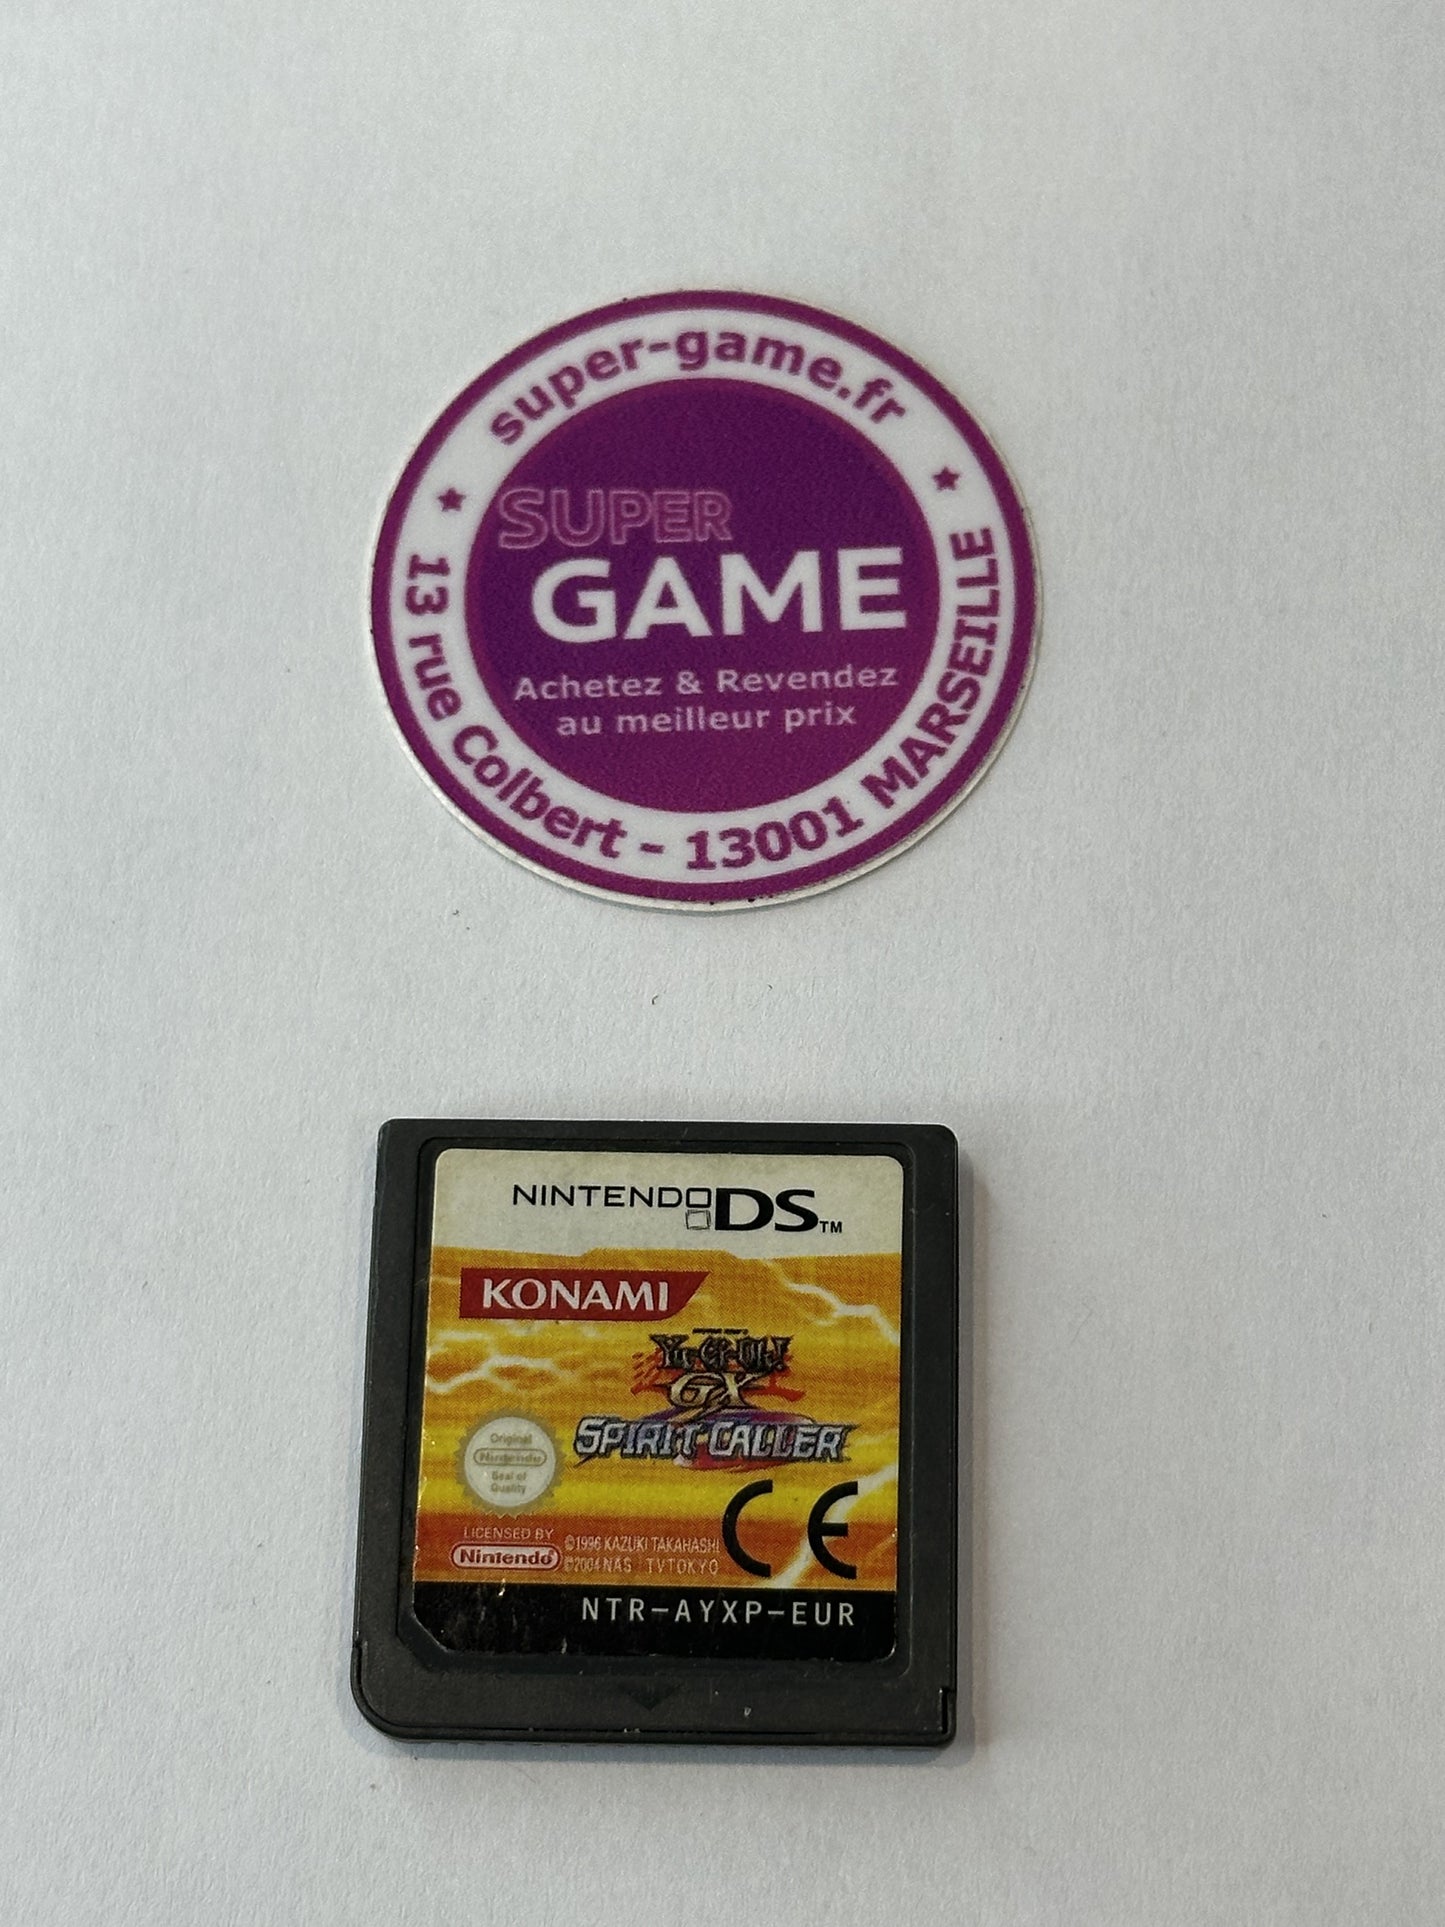 super-game.fr
SUPER
GAME
Achetez & Revendez
au meilleur prix
13 rue Colbert - 13001 MARSEILLE
NINTENDO DS™
KONAMI
Yu-Gi-Oh!
GX
SPIRIT CALLER
Original
Nintendo
Seal of
Quality
CE
LICENSED BY
Nintendo
©1996 KAZUKI TAKAHASHI
©2004 NAS · TV TOKYO
NTR-AYXP-EUR